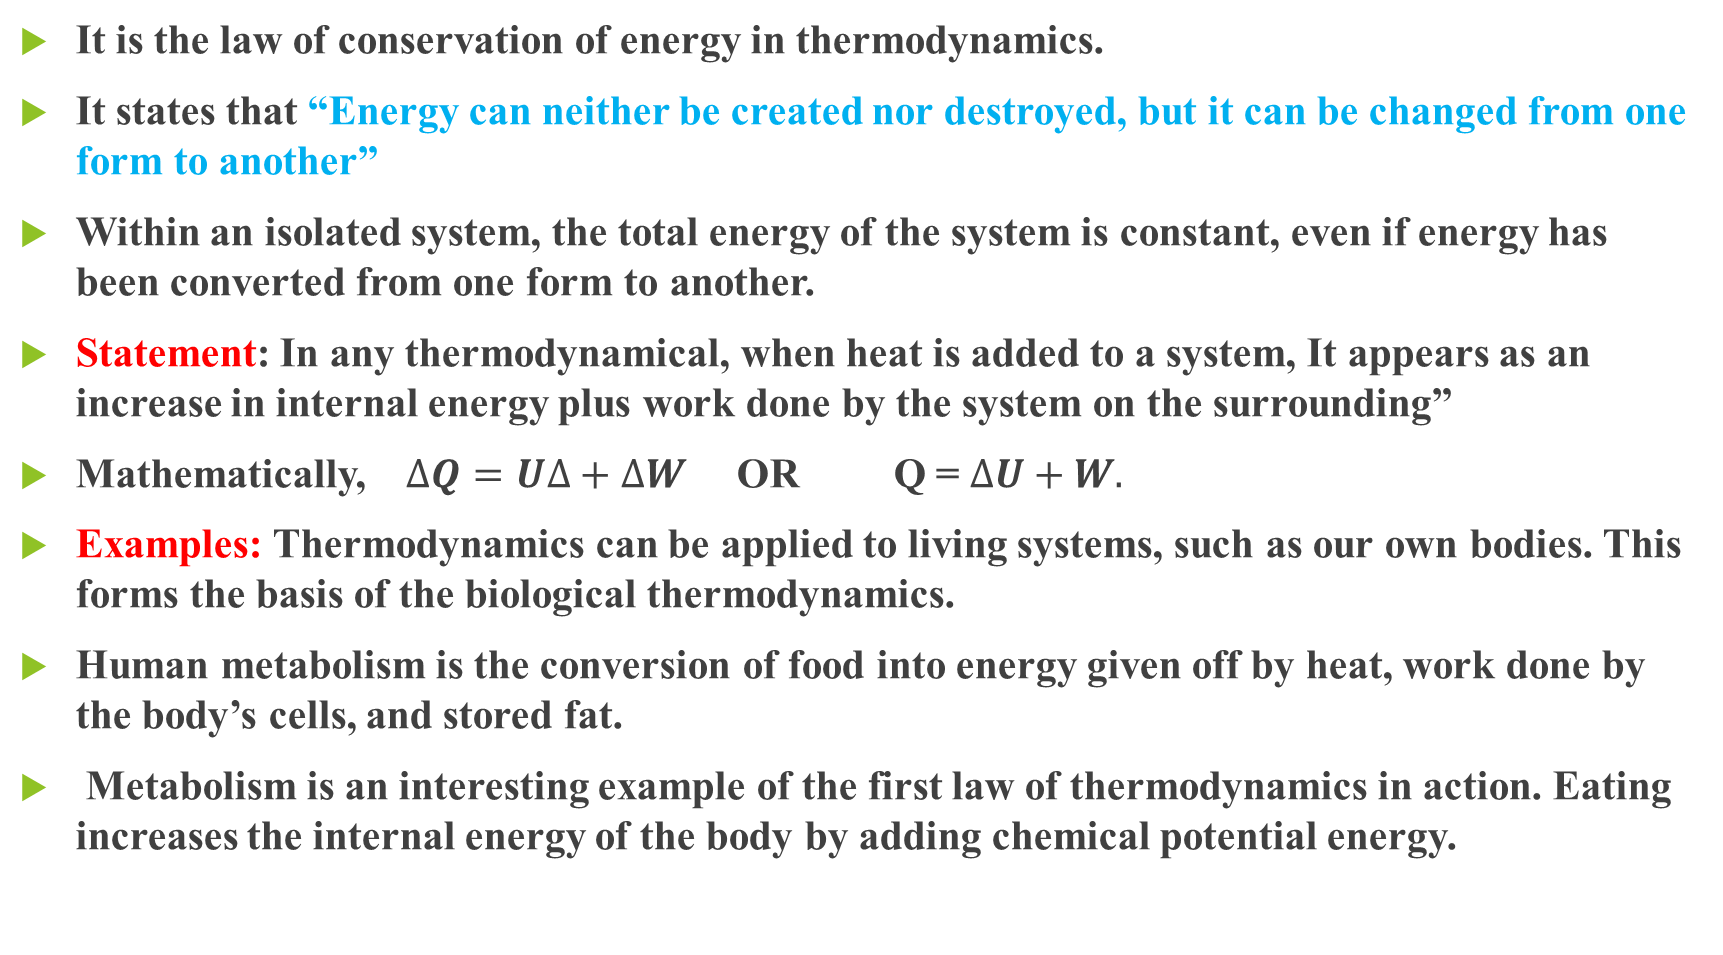 It is the law of conservation of energy in thermodynamics.
It states that “Energy can neither be created nor destroyed, but it can be changed from one
form to another”
Within an isolated system, the total energy of the system is constant, even if energy has
been converted from one form to another.
Statement: In any thermodynamical, when heat is added to a system, It appears as an
increase in internal energy plus work done by the system on the surrounding”
Mathematically, ∆Q = U∆ + ∆W OR Q = ∆U + W.
Examples: Thermodynamics can be applied to living systems, such as our own bodies. This
forms the basis of the biological thermodynamics.
Human metabolism is the conversion of food into energy given off by heat, work done by
the body’s cells, and stored fat.
Metabolism is an interesting example of the first law of thermodynamics in action. Eating
increases the internal energy of the body by adding chemical potential energy.